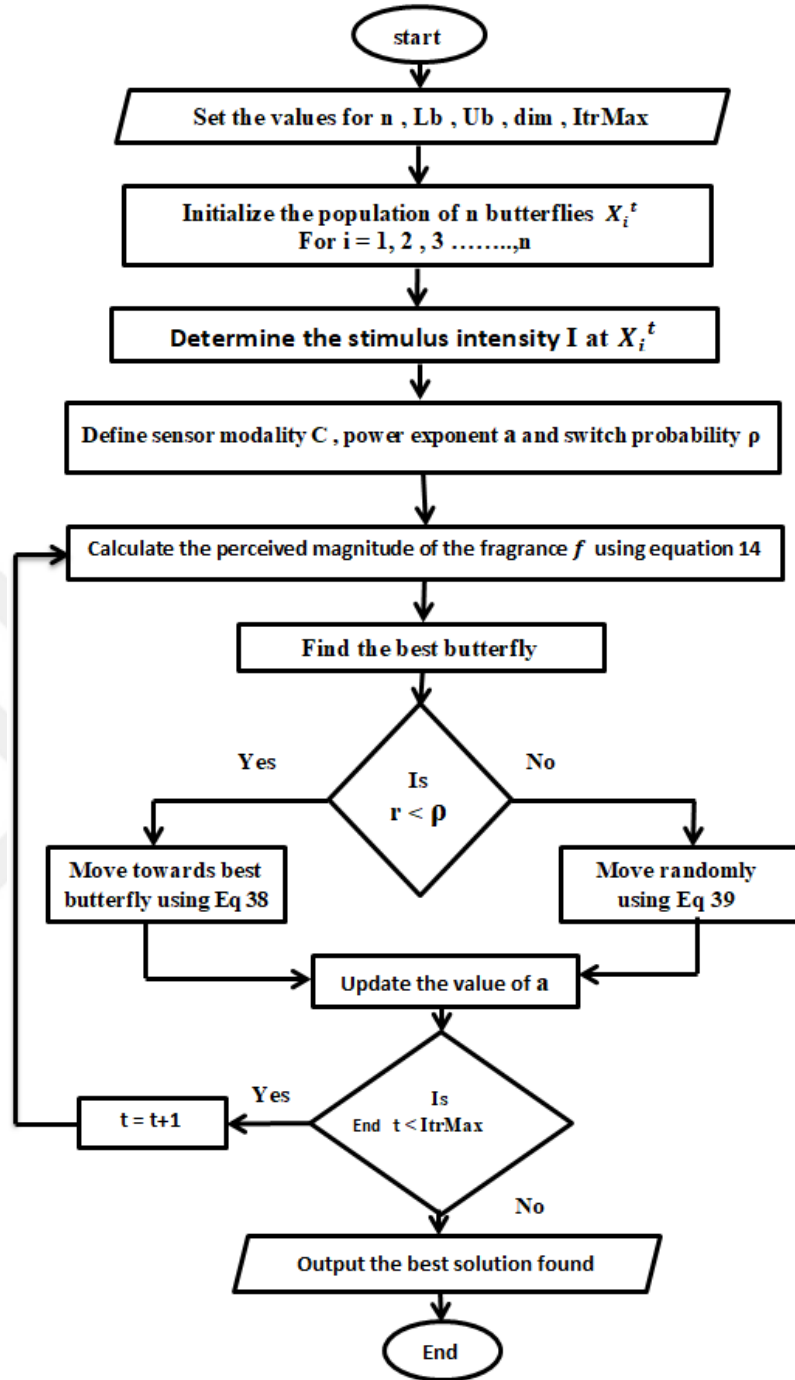 start
Set the values for n , Lb , Ub , dim , ItrMax
Initialize the population of n butterflies Xᵢᵗ
For i = 1, 2 , 3 ……..,n
Determine the stimulus intensity I at Xᵢᵗ
Define sensor modality C , power exponent a and switch probability ρ
Calculate the perceived magnitude of the fragrance f using equation 14
Find the best butterfly
Yes
No
Is
r < ρ
Move towards best
butterfly using Eq 38
Move randomly
using Eq 39
Update the value of a
Yes
t = t+1
Is
End t < ItrMax
No
Output the best solution found
End